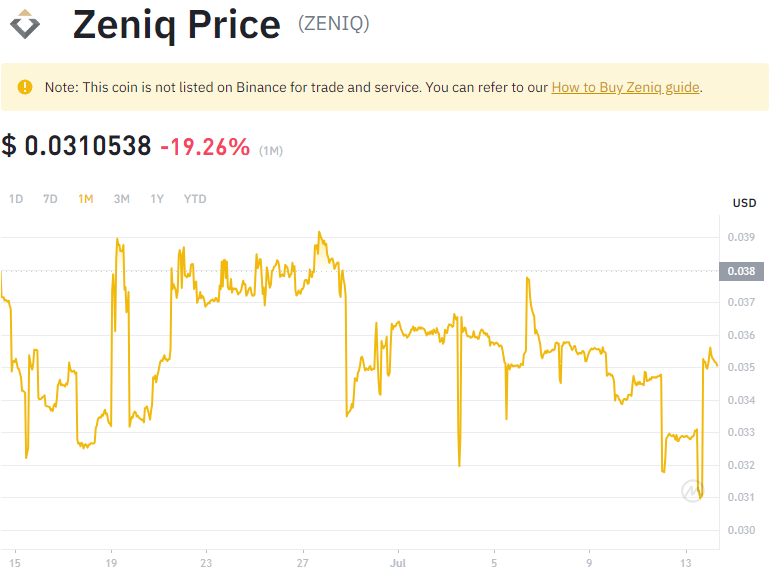 Zeniq Price (ZENIQ)
Note: This coin is not listed on Binance for trade and service. You can refer to our How to Buy Zeniq guide.
$ 0.0310538 -19.26% (1M)
1D 7D 1M 3M 1Y YTD
USD
0.039
0.038
0.037
0.036
0.035
0.034
0.033
0.032
0.031
0.030
15 19 23 27 Jul 5 9 13